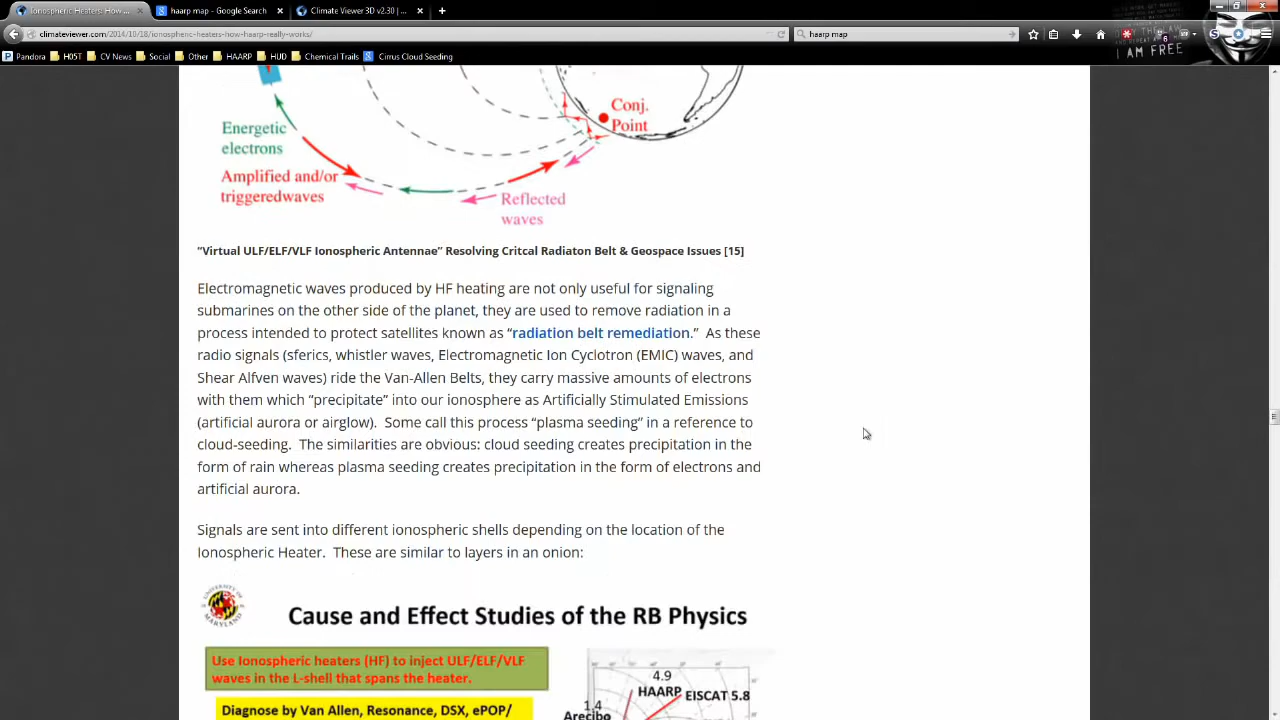 Ionospheric Heaters: How...
haarp map - Google Search
Climate Viewer 3D v2.30 | ...
climateviewer.com/2014/10/18/ionospheric-heaters-how-haarp-really-works/
haarp map
I AM FREE
Pandora
HOST
CV News
Social
Other
HAARP
HUD
Chemical Trails
Cirrus Cloud Seeding
Conj.
Point
Energetic
electrons
Amplified and/or
triggeredwaves
Reflected
waves
“Virtual ULF/ELF/VLF Ionospheric Antennae” Resolving Critcal Radiaton Belt & Geospace Issues [15]
Electromagnetic waves produced by HF heating are not only useful for signaling
submarines on the other side of the planet, they are used to remove radiation in a
process intended to protect satellites known as “radiation belt remediation.”  As these
radio signals (sferics, whistler waves, Electromagnetic Ion Cyclotron (EMIC) waves, and
Shear Alfven waves) ride the Van-Allen Belts, they carry massive amounts of electrons
with them which “precipitate” into our ionosphere as Artificially Stimulated Emissions
(artificial aurora or airglow).  Some call this process “plasma seeding” in a reference to
cloud-seeding.  The similarities are obvious: cloud seeding creates precipitation in the
form of rain whereas plasma seeding creates precipitation in the form of electrons and
artificial aurora.
Signals are sent into different ionospheric shells depending on the location of the
Ionospheric Heater.  These are similar to layers in an onion:
UNIVERSITY OF
MARYLAND
Cause and Effect Studies of the RB Physics
Use Ionospheric heaters (HF) to inject ULF/ELF/VLF
waves in the L-shell that spans the heater.
Diagnose by Van Allen, Resonance, DSX, ePOP/
4.9
HAARP
EISCAT 5.8
1.4
Arecibo